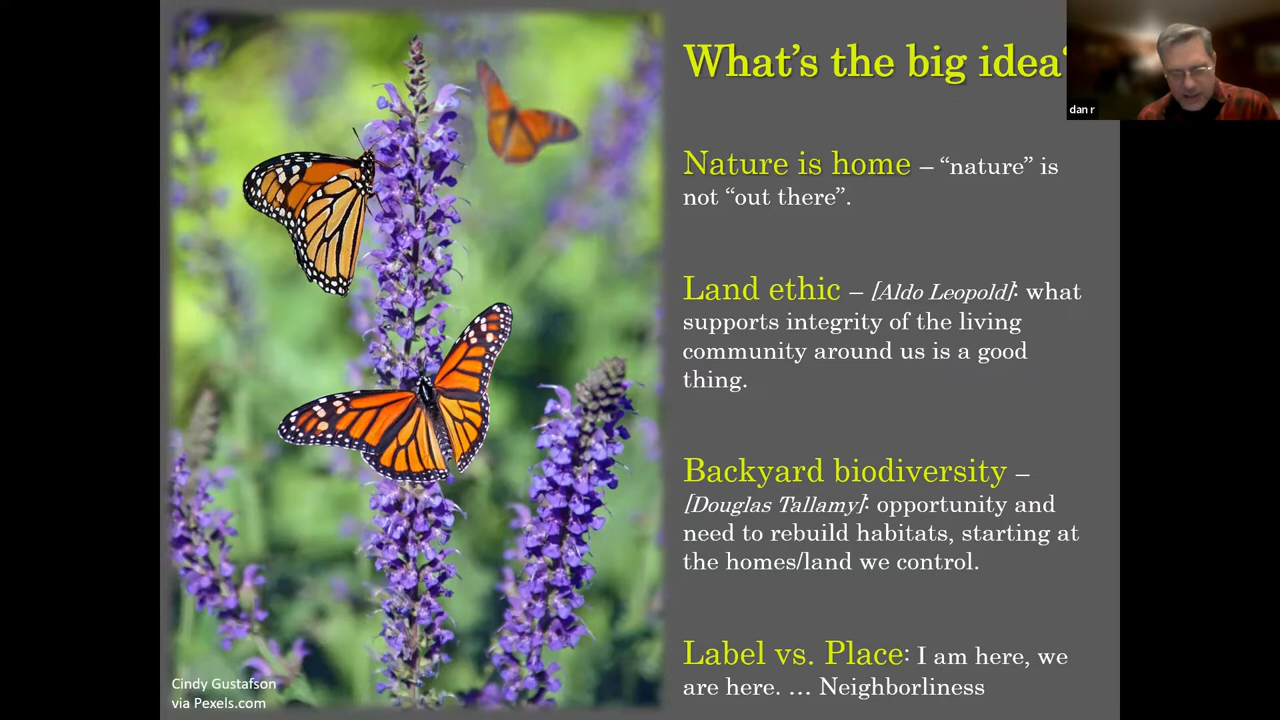 What's the big idea?
dan r
Nature is home – “nature” is
not “out there”.
Land ethic – [Aldo Leopold]: what
supports integrity of the living
community around us is a good
thing.
Backyard biodiversity –
[Douglas Tallamy]: opportunity and
need to rebuild habitats, starting at
the homes/land we control.
Label vs. Place: I am here, we
are here. … Neighborliness
Cindy Gustafson
via Pexels.com